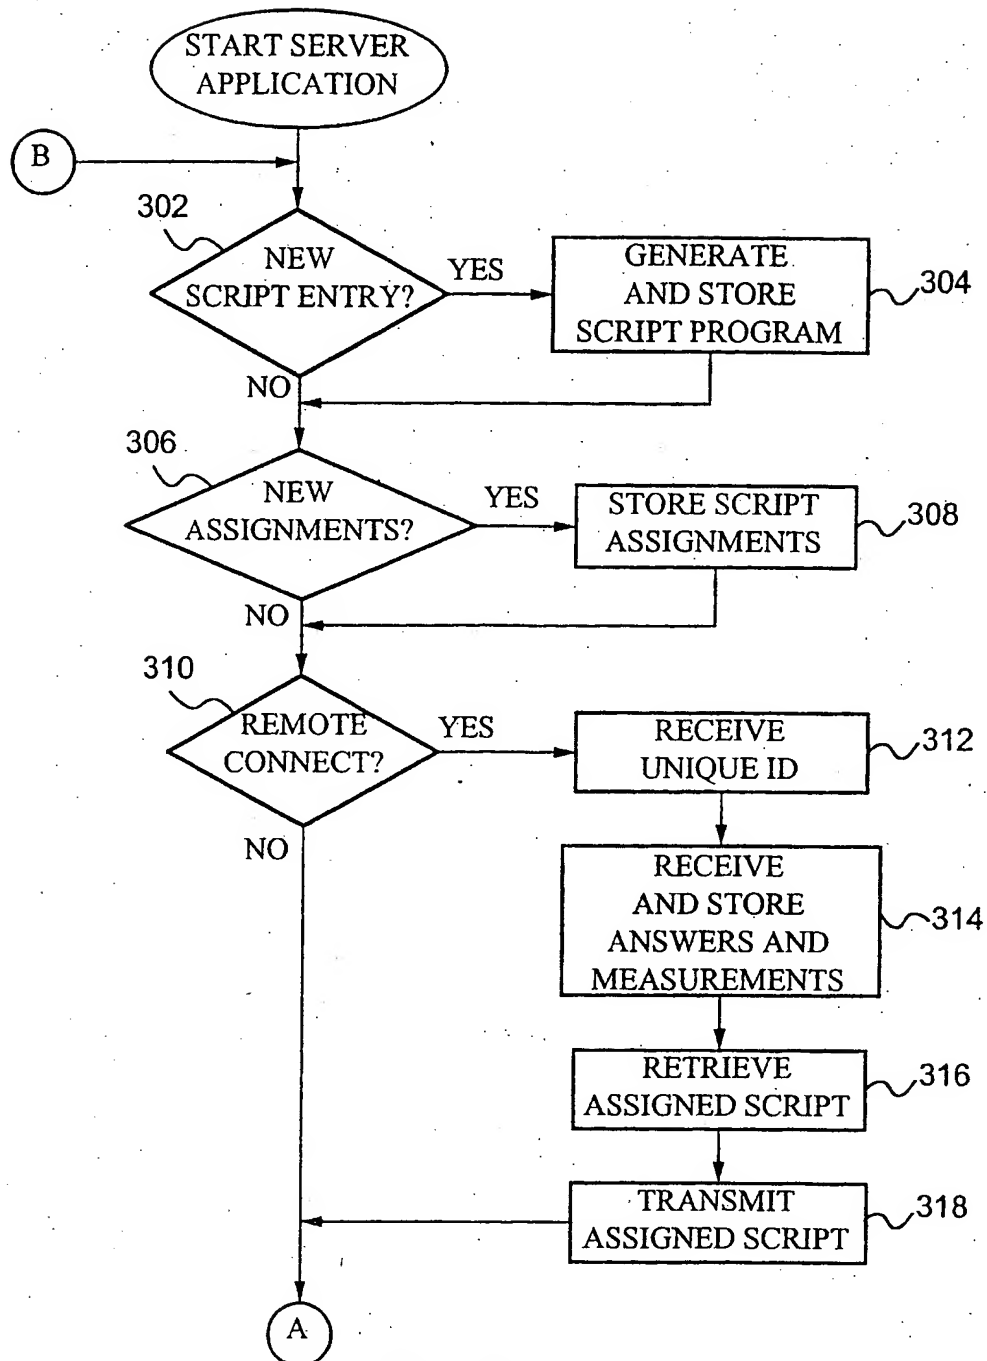 START SERVER
APPLICATION
B
302
NEW
SCRIPT ENTRY?
YES
GENERATE
AND STORE
SCRIPT PROGRAM
304
NO
306
NEW
ASSIGNMENTS?
YES
STORE SCRIPT
ASSIGNMENTS
308
NO
310
REMOTE
CONNECT?
YES
RECEIVE
UNIQUE ID
312
NO
RECEIVE
AND STORE
ANSWERS AND
MEASUREMENTS
314
RETRIEVE
ASSIGNED SCRIPT
316
TRANSMIT
ASSIGNED SCRIPT
318
A